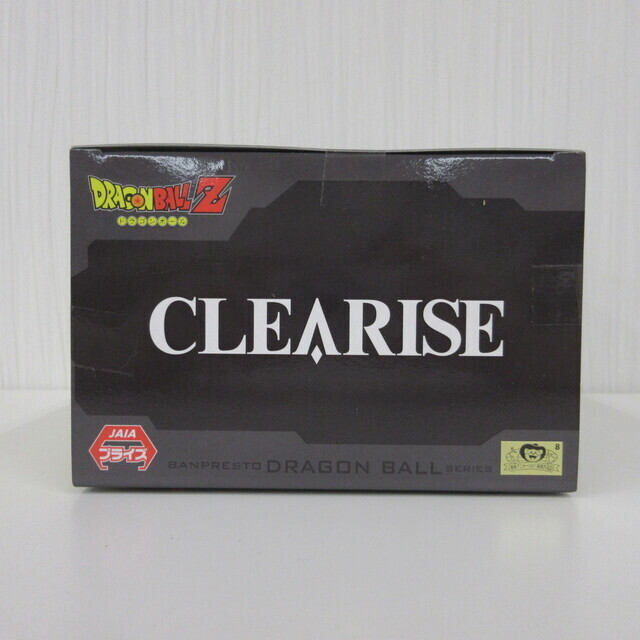 DRAGON BALL Z
ドラゴンボール
CLEARISE
JAIA
プライズ
BANPRESTO DRAGON BALL SERIES
8